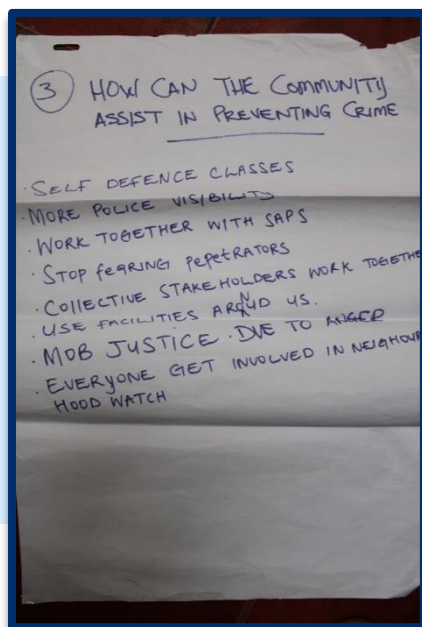 3 HOW CAN THE COMMUNITY
ASSIST IN PREVENTING CRIME
· SELF DEFENCE CLASSES
· MORE POLICE VISIBILITY
· WORK TOGETHER WITH SAPS
· STOP FEARING PEPETRATORS
· COLLECTIVE STAKEHOLDERS WORK TOGETHE
· USE FACILITIES AROUND US.
· MOB JUSTICE. DUE TO ANGER
· EVERYONE GET INVOLVED IN NEIGHOUR
HOOD WATCH